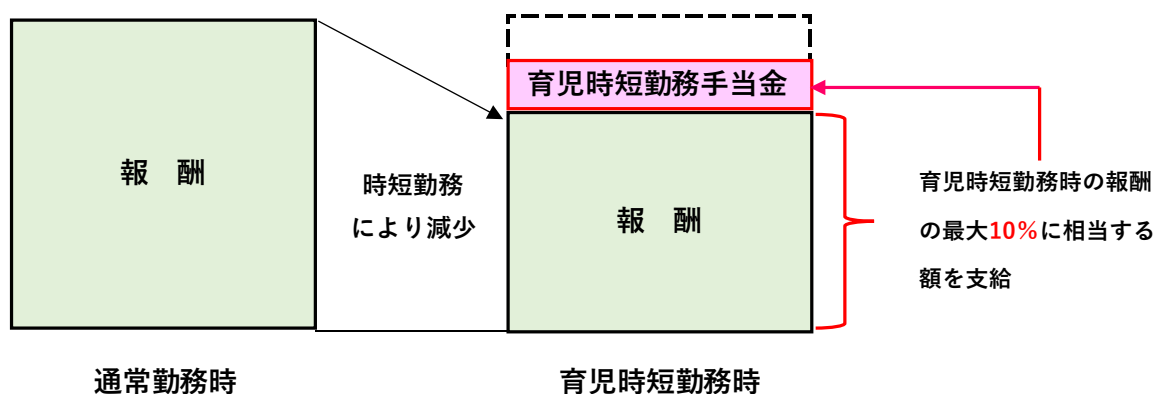 報　酬
時短勤務
により減少
育児時短勤務手当金
報　酬
育児時短勤務時の報酬
の最大10％に相当する
額を支給
通常勤務時
育児時短勤務時